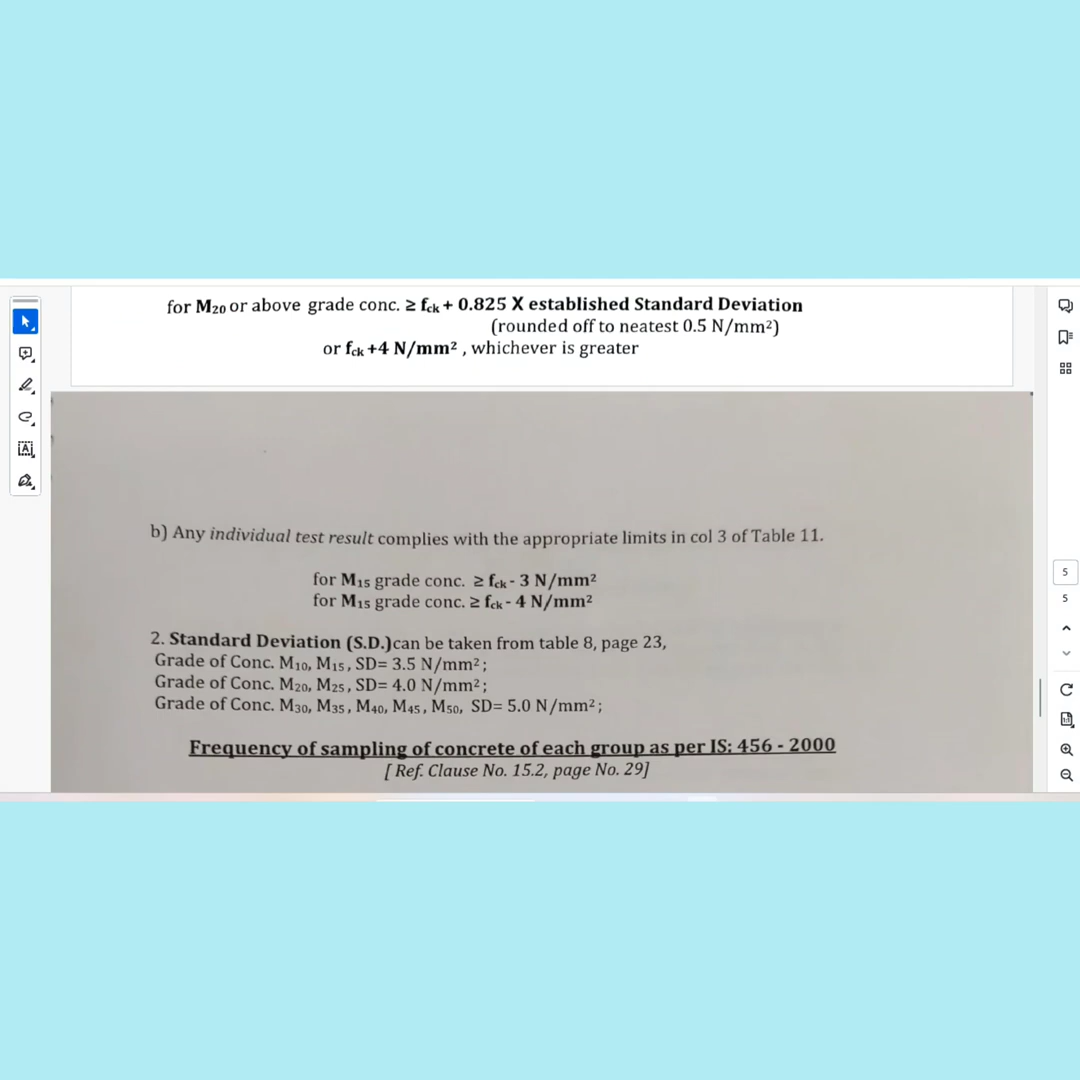 for M₂₀ or above grade conc. ≥ fck + 0.825 X established Standard Deviation
(rounded off to neatest 0.5 N/mm²)
or fck +4 N/mm² , whichever is greater
b) Any individual test result complies with the appropriate limits in col 3 of Table 11.
for M₁₅ grade conc. ≥ fck - 3 N/mm²
for M₁₅ grade conc. ≥ fck - 4 N/mm²
2. Standard Deviation (S.D.)can be taken from table 8, page 23,
Grade of Conc. M₁₀, M₁₅ , SD= 3.5 N/mm² ;
Grade of Conc. M₂₀, M₂₅ , SD= 4.0 N/mm² ;
Grade of Conc. M₃₀, M₃₅ , M₄₀, M₄₅ , M₅₀, SD= 5.0 N/mm² ;
Frequency of sampling of concrete of each group as per IS: 456 - 2000
[ Ref. Clause No. 15.2, page No. 29]
5
5